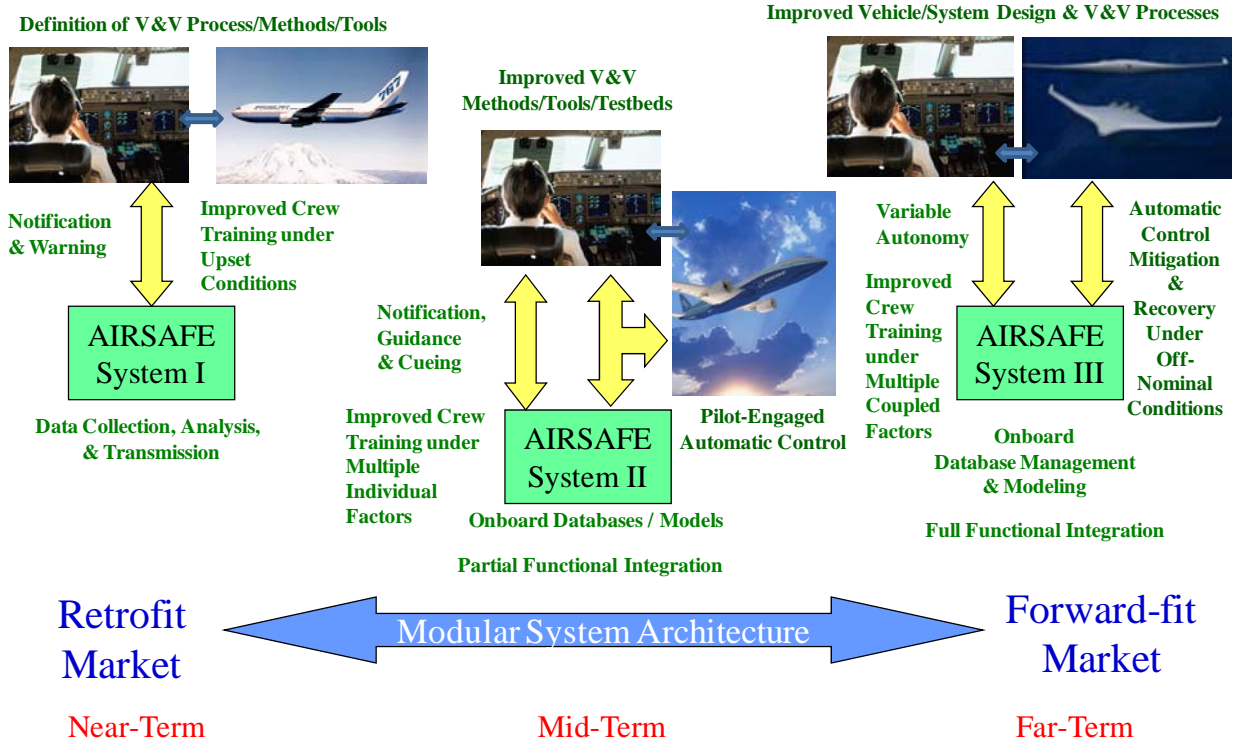 Definition of V&V Process/Methods/Tools
767
Notification
& Warning
Improved Crew
Training under
Upset
Conditions
AIRSAFE
System I
Data Collection, Analysis,
& Transmission
Improved V&V
Methods/Tools/Testbeds
Notification,
Guidance
& Cueing
BOEING
Improved Crew
Training under
Multiple
Individual
Factors
AIRSAFE
System II
Pilot-Engaged
Automatic Control
Onboard Databases / Models
Partial Functional Integration
Improved Vehicle/System Design & V&V Processes
Variable
Autonomy
Improved
Crew
Training
under
Multiple
Coupled
Factors
AIRSAFE
System III
Automatic
Control
Mitigation
&
Recovery
Under
Off-
Nominal
Conditions
Onboard
Database Management
& Modeling
Full Functional Integration
Retrofit
Market
Modular System Architecture
Forward-fit
Market
Near-Term
Mid-Term
Far-Term